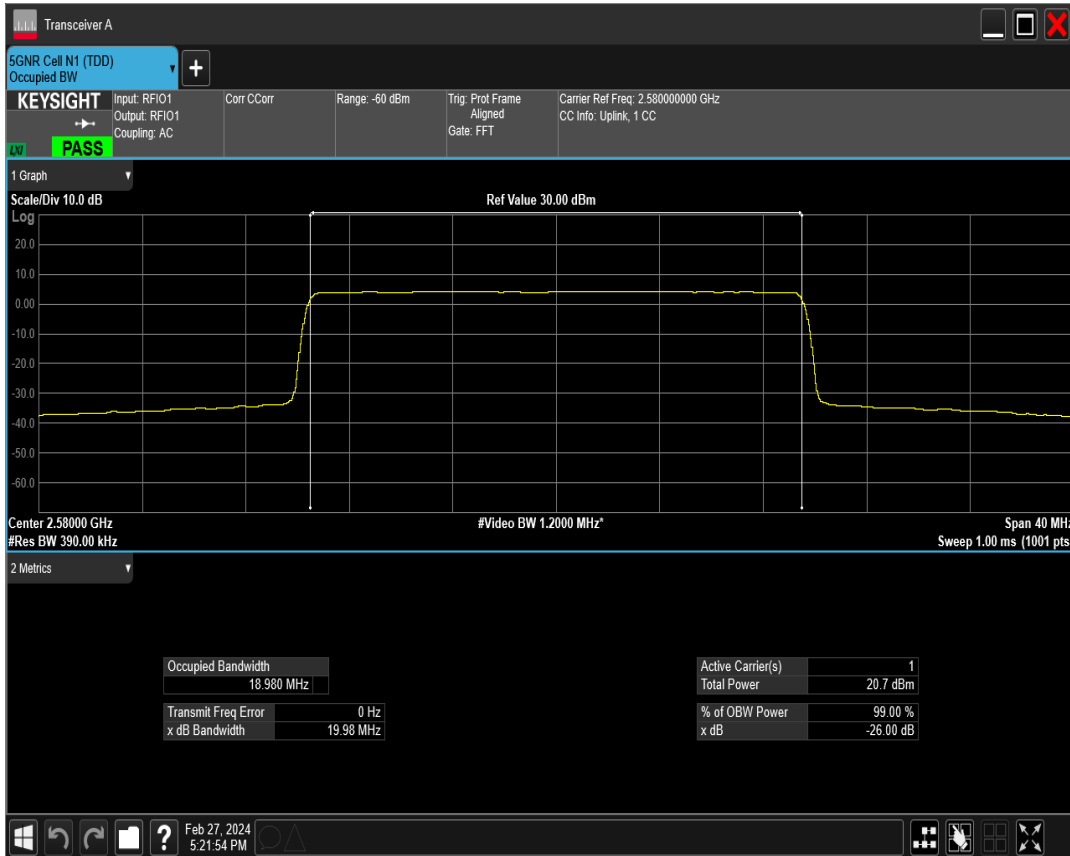 Transceiver A
5GNR Cell N1 (TDD)
Occupied BW
+
KEYSIGHT
LXI
PASS
Input: RFIO1
Output: RFIO1
Coupling: AC
Corr CCorr
Range: -60 dBm
Trig: Prot Frame
Aligned
Gate: FFT
Carrier Ref Freq: 2.580000000 GHz
CC Info: Uplink, 1 CC
1 Graph
Scale/Div 10.0 dB
Ref Value 30.00 dBm
Log
20.0
10.0
0.00
-10.0
-20.0
-30.0
-40.0
-50.0
-60.0
Center 2.58000 GHz
#Video BW 1.2000 MHz*
Span 40 MHz
#Res BW 390.00 kHz
Sweep 1.00 ms (1001 pts
2 Metrics
Occupied Bandwidth
18.980 MHz
Transmit Freq Error 0 Hz
x dB Bandwidth 19.98 MHz
Active Carrier(s) 1
Total Power 20.7 dBm
% of OBW Power 99.00 %
x dB -26.00 dB
?
Feb 27, 2024
5:21:54 PM